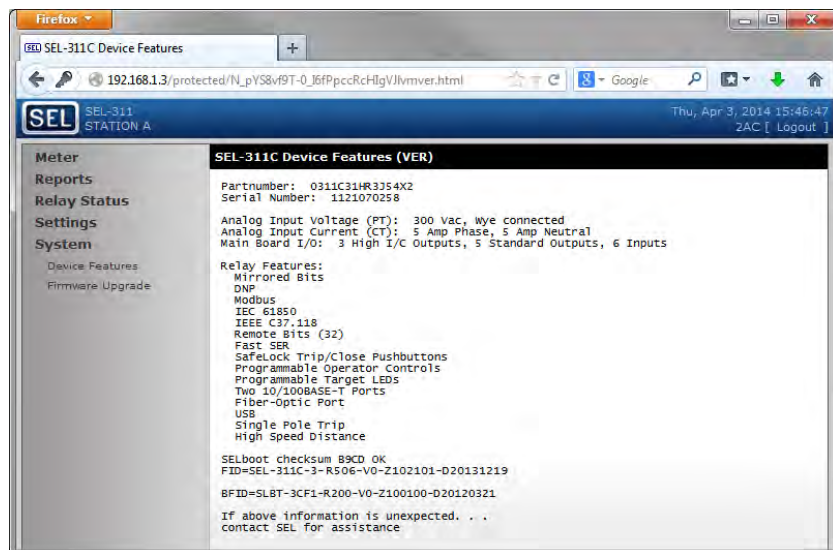 Firefox
SEL SEL-311C Device Features
192.168.1.3/protected/N_pYS8vf9T-0_J6fPpccRcHIgVJIvmver.html
Google
SEL
SEL-311
STATION A
Thu, Apr 3, 2014 15:46:47
2AC [ Logout ]
Meter
Reports
Relay Status
Settings
System
Device Features
Firmware Upgrade
SEL-311C Device Features (VER)
Partnumber: 0311C31HR3J54X2
Serial Number: 1121070258
Analog Input Voltage (PT): 300 Vac, Wye connected
Analog Input Current (CT): 5 Amp Phase, 5 Amp Neutral
Main Board I/O: 3 High I/C Outputs, 5 Standard Outputs, 6 Inputs
Relay Features:
Mirrored Bits
DNP
Modbus
IEC 61850
IEEE C37.118
Remote Bits (32)
Fast SER
SafeLock Trip/Close Pushbuttons
Programmable Operator Controls
Programmable Target LEDs
Two 10/100BASE-T Ports
Fiber-Optic Port
USB
Single Pole Trip
High Speed Distance
SELboot checksum B9CD OK
FID=SEL-311C-3-R506-V0-Z102101-D20131219
BFID=SLBT-3CF1-R200-V0-Z100100-D20120321
If above information is unexpected. . .
contact SEL for assistance